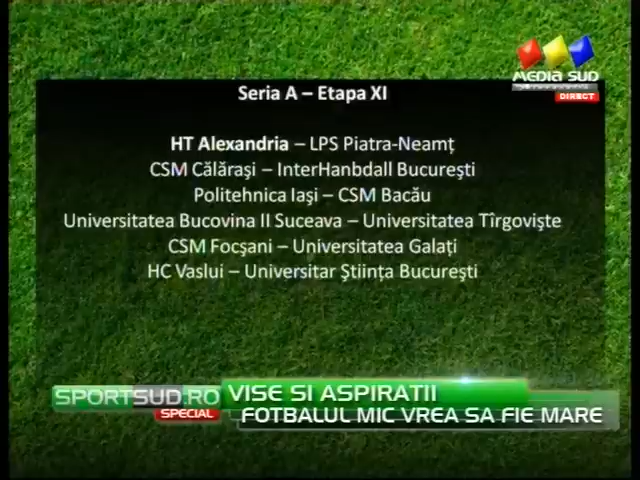 MEDIA SUD
DIRECT
Seria A – Etapa XI
HT Alexandria – LPS Piatra-Neamț
CSM Călărași – InterHanbdall București
Politehnica Iași – CSM Bacău
Universitatea Bucovina II Suceava – Universitatea Tîrgoviște
CSM Focșani – Universitatea Galați
HC Vaslui – Universitar Știința București
SPORTSUD.RO
SPECIAL
VISE SI ASPIRATII
FOTBALUL MIC VREA SA FIE MARE